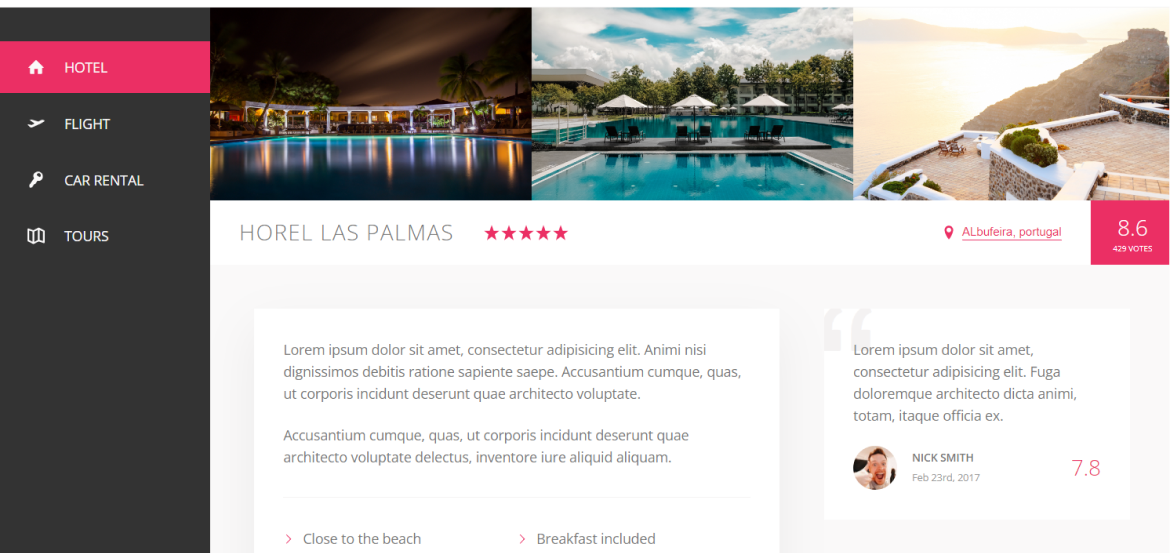 HOTEL
FLIGHT
CAR RENTAL
TOURS
HOREL LAS PALMAS
ALbufeira, portugal
8.6
429 VOTES
Lorem ipsum dolor sit amet, consectetur adipisicing elit. Animi nisi
dignissimos debitis ratione sapiente saepe. Accusantium cumque, quas,
ut corporis incidunt deserunt quae architecto voluptate.
Accusantium cumque, quas, ut corporis incidunt deserunt quae
architecto voluptate delectus, inventore iure aliquid aliquam.
Close to the beach
Breakfast included
“
Lorem ipsum dolor sit amet,
consectetur adipisicing elit. Fuga
doloremque architecto dicta animi,
totam, itaque officia ex.
NICK SMITH
Feb 23rd, 2017
7.8